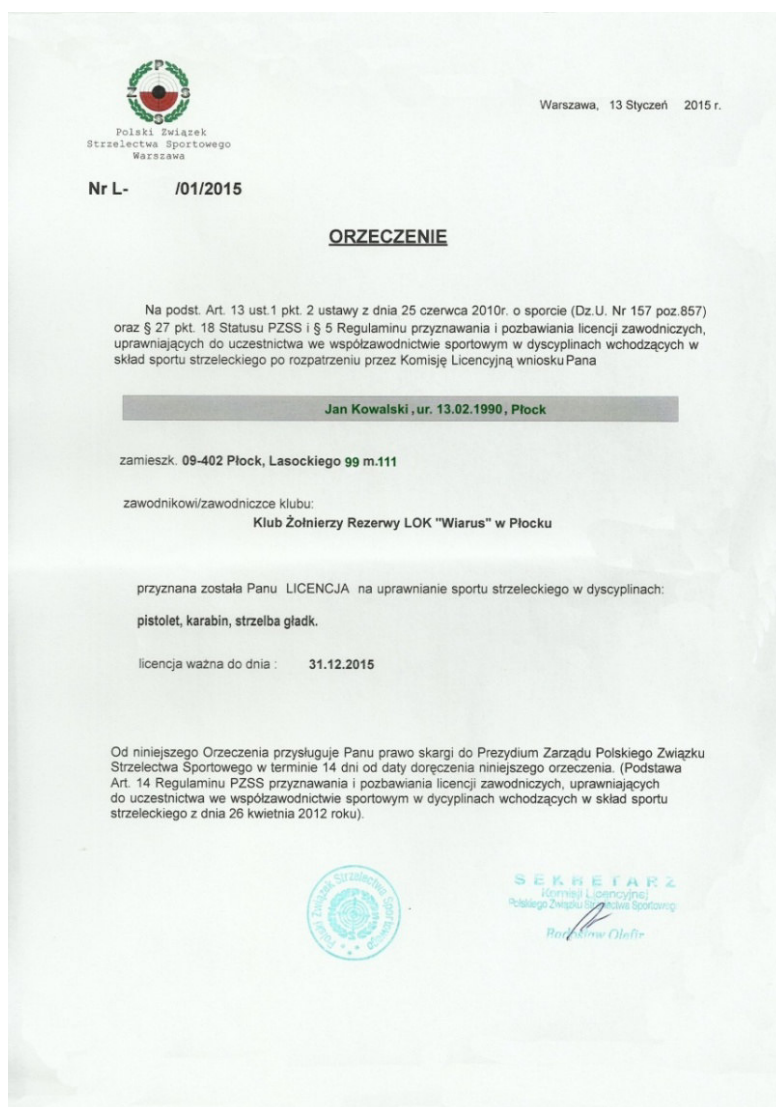 P
Z S
S
Polski Związek
Strzelectwa Sportowego
Warszawa
Warszawa, 13 Styczeń 2015 r.
Nr L- /01/2015
ORZECZENIE
Na podst. Art. 13 ust.1 pkt. 2 ustawy z dnia 25 czerwca 2010r. o sporcie (Dz.U. Nr 157 poz.857)
oraz § 27 pkt. 18 Statusu PZSS i § 5 Regulaminu przyznawania i pozbawiania licencji zawodniczych,
uprawniających do uczestnictwa we współzawodnictwie sportowym w dyscyplinach wchodzących w
skład sportu strzeleckiego po rozpatrzeniu przez Komisję Licencyjną wniosku Pana
Jan Kowalski, ur. 13.02.1990, Płock
zamieszk. 09-402 Płock, Lasockiego 99 m.111
zawodnikowi/zawodniczce klubu:
Klub Żołnierzy Rezerwy LOK "Wiarus" w Płocku
przyznana została Panu LICENCJA na uprawnianie sportu strzeleckiego w dyscyplinach:
pistolet, karabin, strzelba gładk.
licencja ważna do dnia : 31.12.2015
Od niniejszego Orzeczenia przysługuje Panu prawo skargi do Prezydium Zarządu Polskiego Związku
Strzelectwa Sportowego w terminie 14 dni od daty doręczenia niniejszego orzeczenia. (Podstawa
Art. 14 Regulaminu PZSS przyznawania i pozbawiania licencji zawodniczych, uprawniających
do uczestnictwa we współzawodnictwie sportowym w dycyplinach wchodzących w skład sportu
strzeleckiego z dnia 26 kwietnia 2012 roku).
Polski Związek Strzelectwa Sportowego
SEKRETARZ
Komisji Licencyjnej
Polskiego Związku Strzelectwa Sportoweg
Olefir